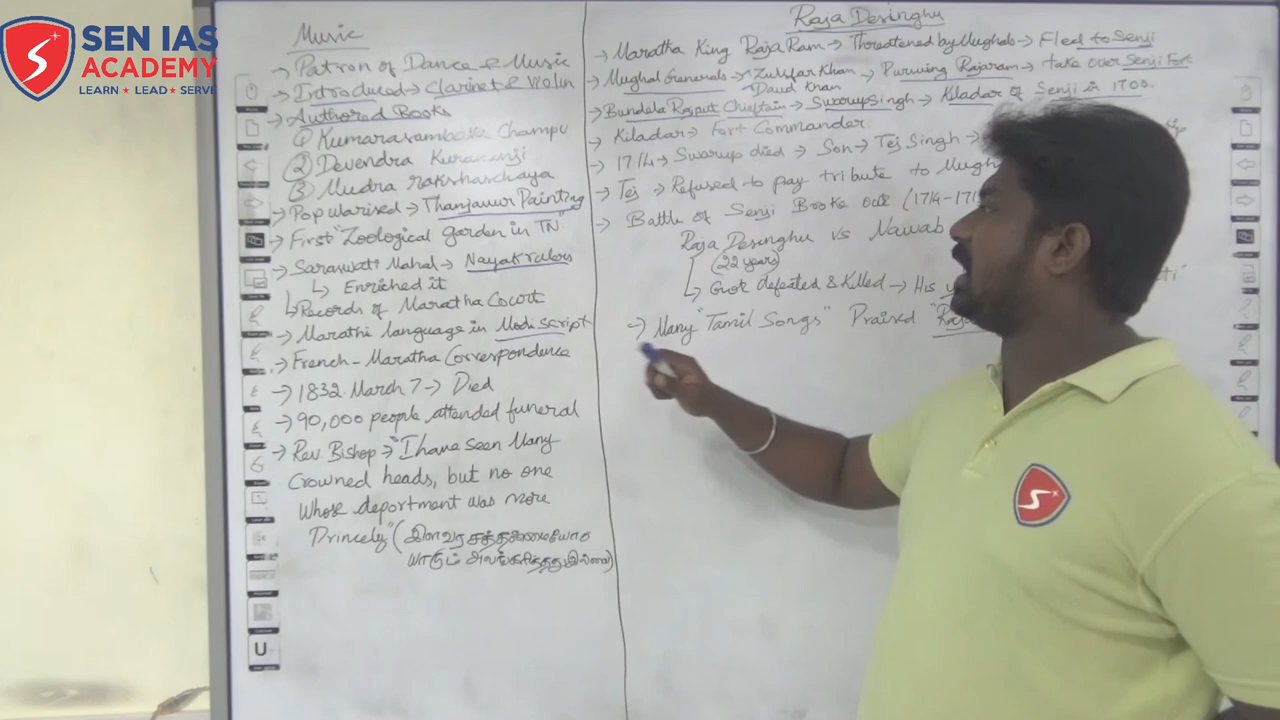 SEN IAS
ACADEMY
LEARN ★ LEAD ★ SERVE
Music
→ Patron of Dance & Music
→ Introduced → Clarinet & Violin
→ Authored Books
① Kumarasambava Champu
② Devendra Kuravanji
③ Mudra rakshaschaya
→ Popularised → Thanjavur Painting
→ First "Zoological garden in TN"
→ Saraswati Mahal → Nayak rulers
↳ Enriched it
↳ Records of Maratha Court
→ Marathi language in Modi script
→ French - Maratha Correspondence
→ 1832 March 7 → Died
→ 90,000 people attended funeral
→ Rev. Bishop → "I have seen Many
Crowned heads, but no one
Whose deportment was more
Princely" (
Raja Desinghu
→ Maratha King Raja Ram → Threatened by Mughals → Fled to Senji
→ Mughal Generals → Zulfikar Khan → Pursuing Rajaram → take over Senji Fort
→ Daud Khan
→ Bundela Rajput Chieftain → Swarup Singh → Kiladar of Senji in 1700.
→ Kiladar → Fort Commander.
→ 1714 → Swarup died → Son → Tej Singh →
→ Tej → Refused to pay tribute to Mugh
→ Battle of Senji Broke out (1714-171
Raja Desinghu vs Nawab
(22 years)
↳ Got defeated & Killed → His
→ Many "Tamil Songs" Praised "Raja
U